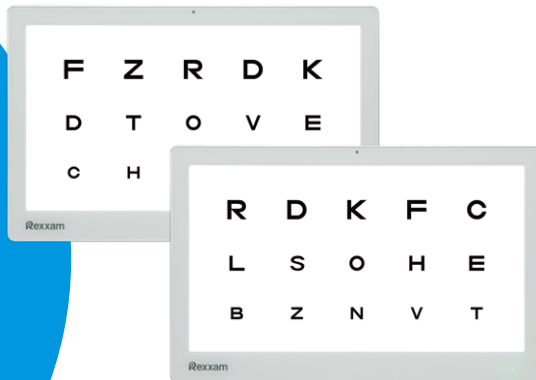 F Z R D K
D T O V E
C H
Rexxam
R D K F C
L S O H E
B Z N V T
Rexxam